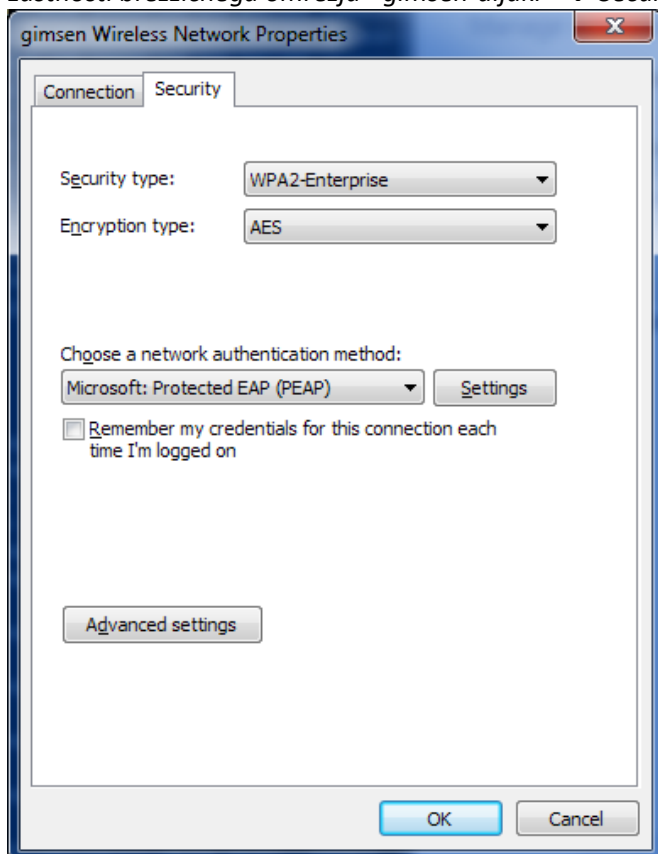 gimsen Wireless Network Properties
Connection Security
Security type: WPA2-Enterprise
Encryption type: AES
Choose a network authentication method:
Microsoft: Protected EAP (PEAP) Settings
Remember my credentials for this connection each
time I'm logged on
Advanced settings
OK Cancel